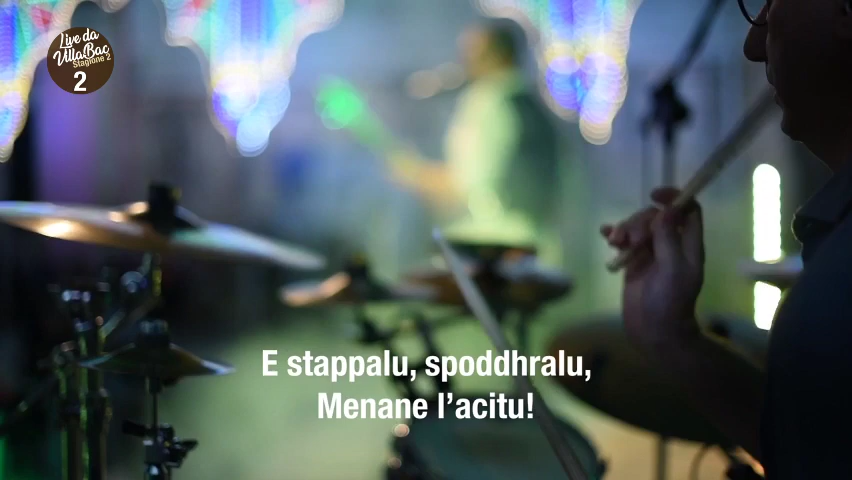 Live da
VillaBac
Stagione 2
2
E stappalu, spoddhralu,
Menane l’acitu!